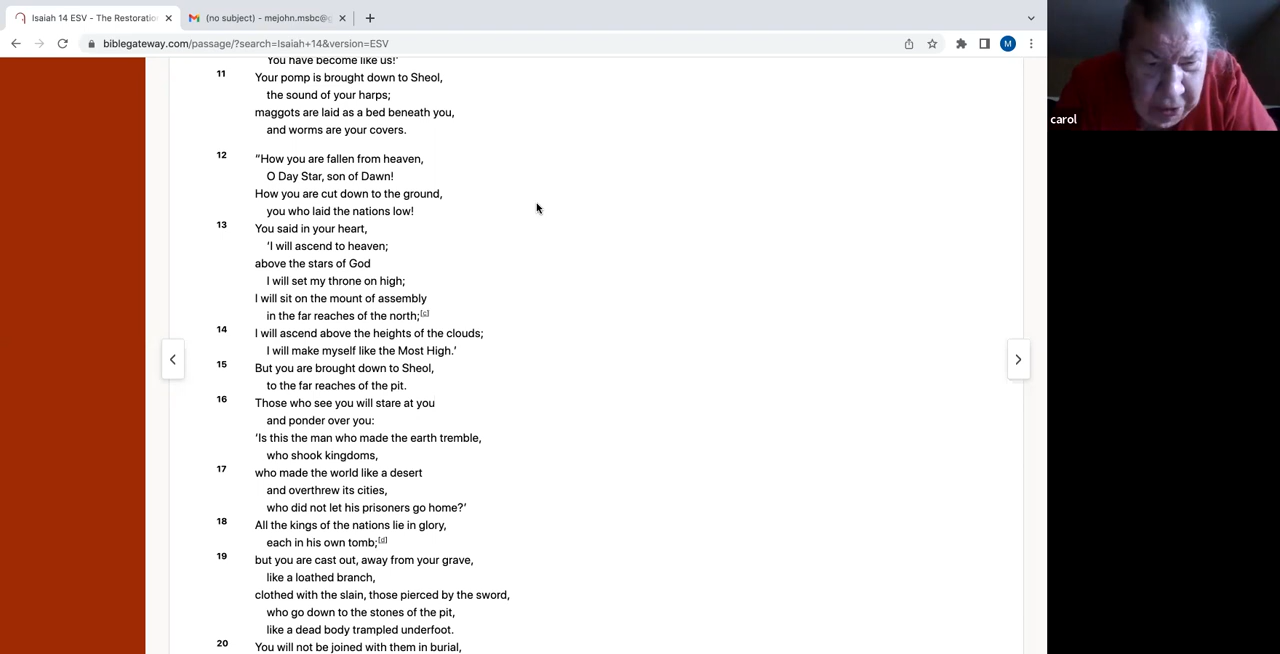 Isaiah 14 ESV - The Restoratio
(no subject) - mejohn.msbc@g
biblegateway.com/passage/?search=Isaiah+14&version=ESV
M
carol
You have become like us!'
11 Your pomp is brought down to Sheol,
the sound of your harps;
maggots are laid as a bed beneath you,
and worms are your covers.
12 “How you are fallen from heaven,
O Day Star, son of Dawn!
How you are cut down to the ground,
you who laid the nations low!
13 You said in your heart,
‘I will ascend to heaven;
above the stars of God
I will set my throne on high;
I will sit on the mount of assembly
in the far reaches of the north;[c]
14 I will ascend above the heights of the clouds;
I will make myself like the Most High.’
15 But you are brought down to Sheol,
to the far reaches of the pit.
16 Those who see you will stare at you
and ponder over you:
‘Is this the man who made the earth tremble,
who shook kingdoms,
17 who made the world like a desert
and overthrew its cities,
who did not let his prisoners go home?’
18 All the kings of the nations lie in glory,
each in his own tomb;[d]
19 but you are cast out, away from your grave,
like a loathed branch,
clothed with the slain, those pierced by the sword,
who go down to the stones of the pit,
like a dead body trampled underfoot.
20 You will not be joined with them in burial,